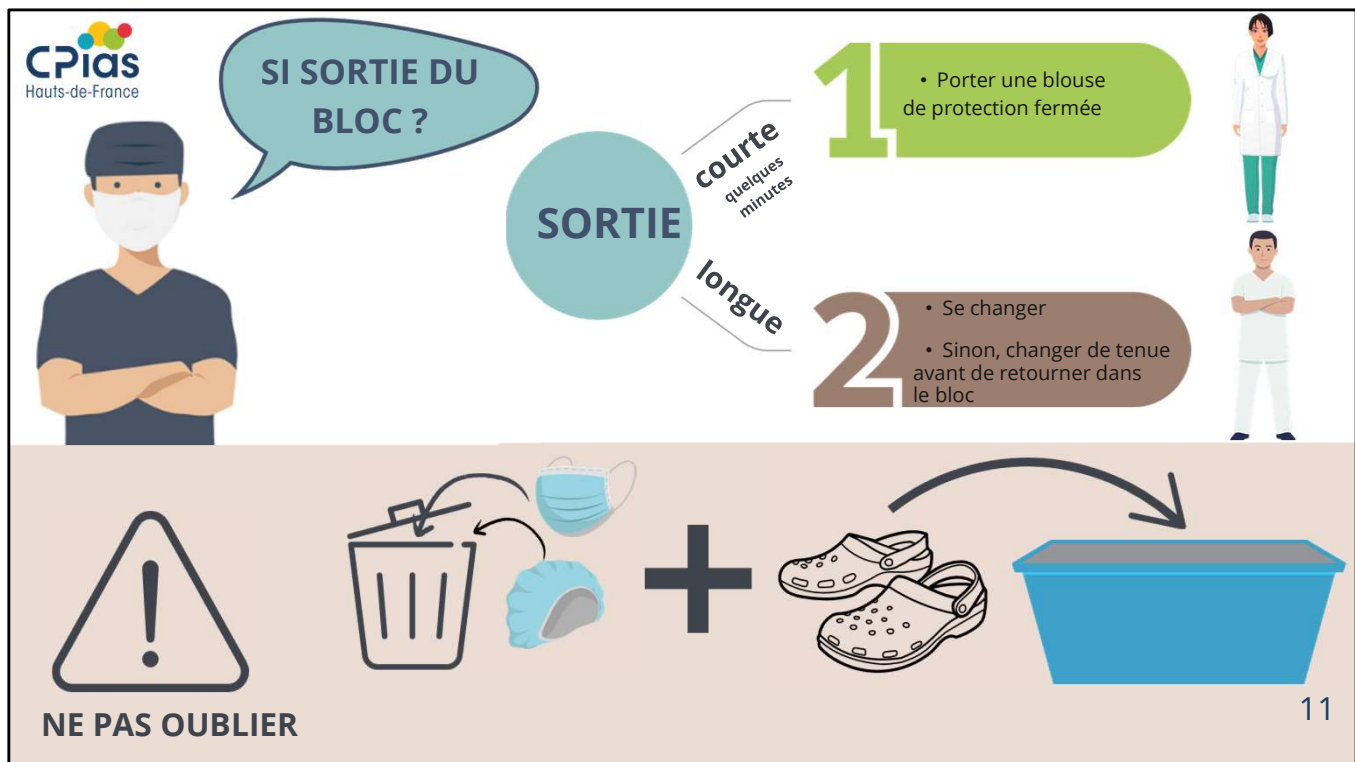 CPias
Hauts-de-France
SI SORTIE DU
BLOC ?
SORTIE
courte
quelques
minutes
longue
1
• Porter une blouse
de protection fermée
2
• Se changer
• Sinon, changer de tenue
avant de retourner dans
le bloc
NE PAS OUBLIER
11